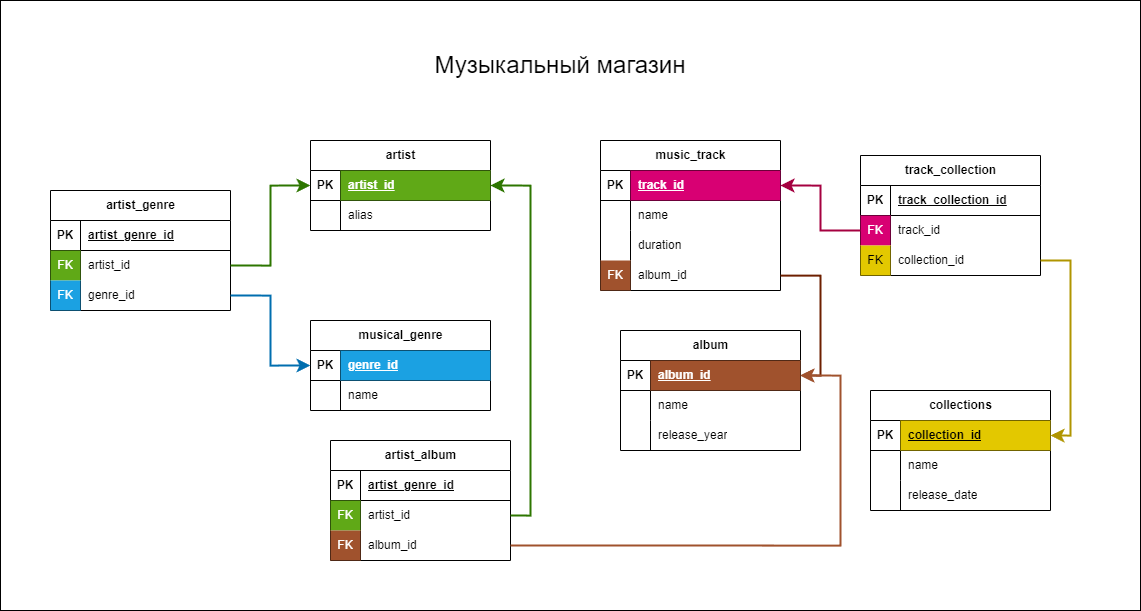 Музыкальный магазин
artist_genre
PK artist_genre_id
FK artist_id
FK genre_id
artist
PK artist_id
alias
musical_genre
PK genre_id
name
artist_album
PK artist_genre_id
FK artist_id
FK album_id
music_track
PK track_id
name
duration
FK album_id
album
PK album_id
name
release_year
track_collection
PK track_collection_id
FK track_id
FK collection_id
collections
PK collection_id
name
release_date